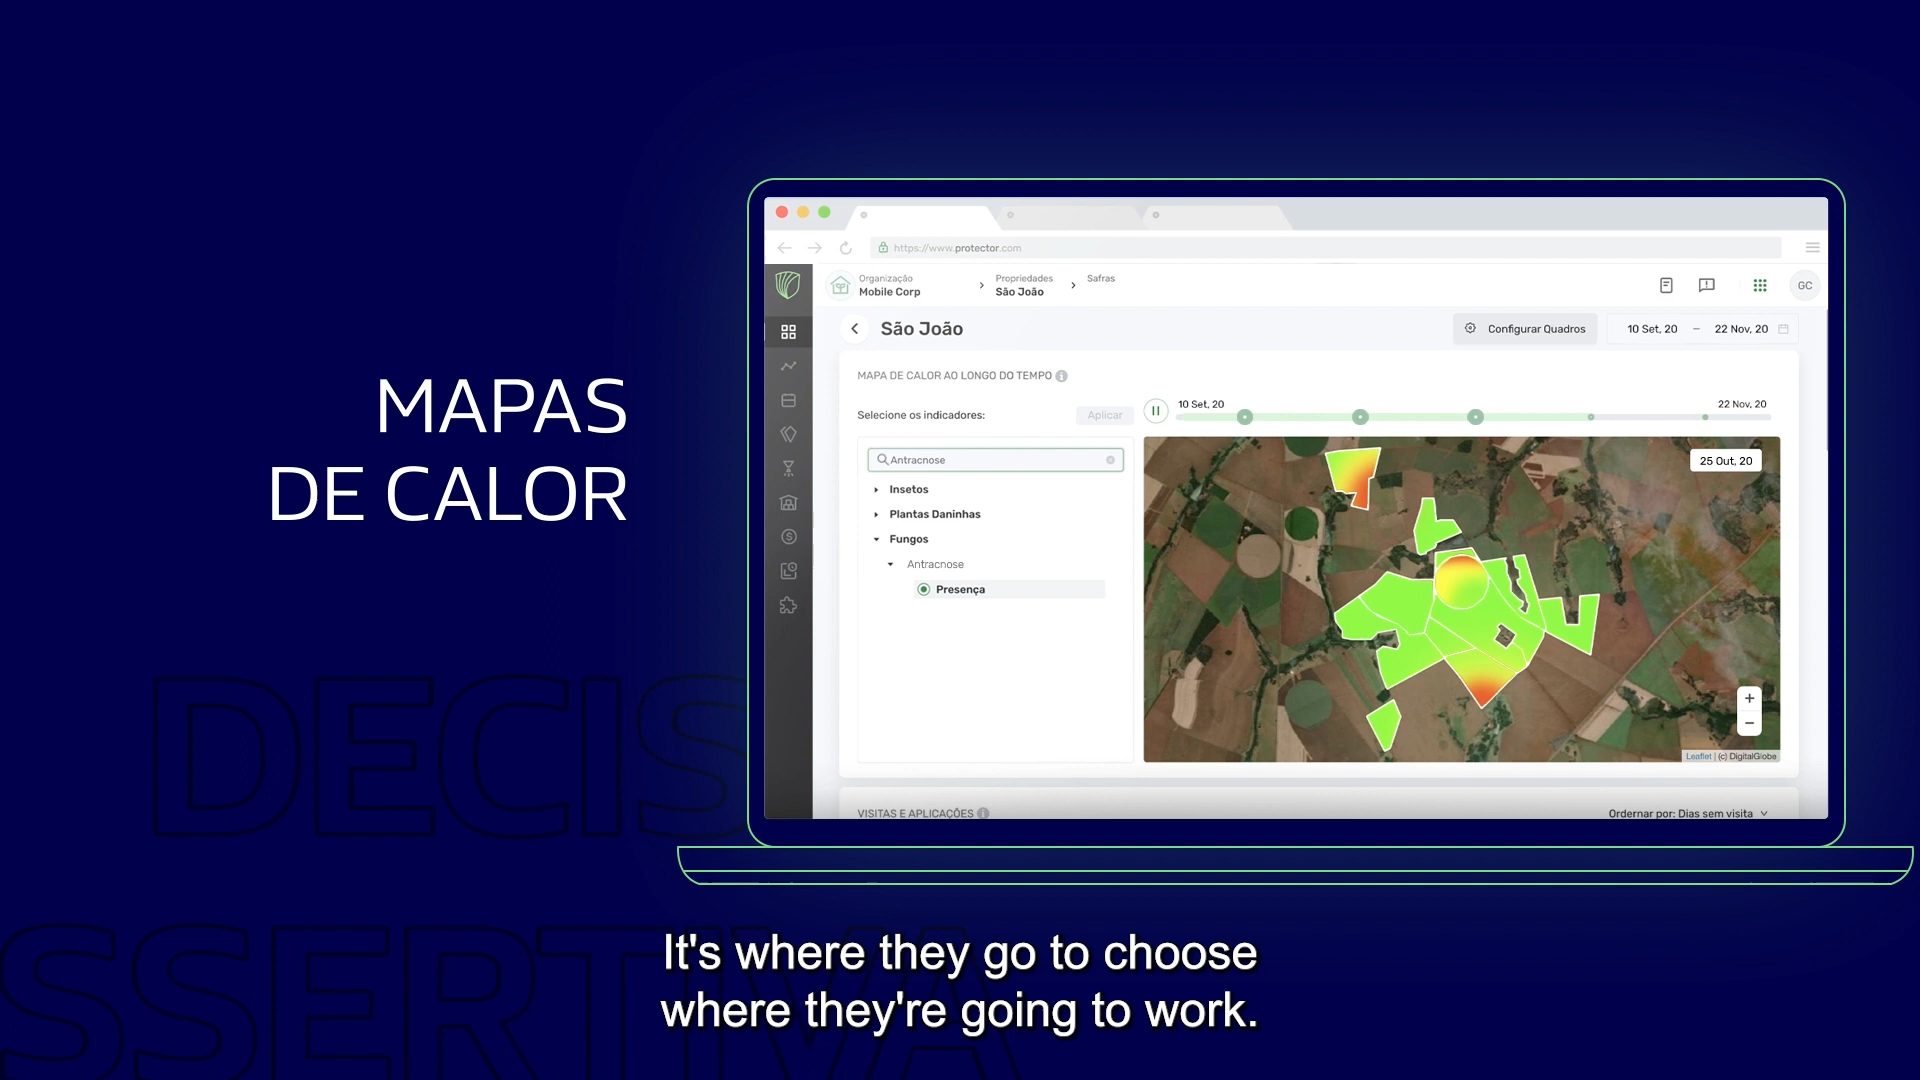 MAPAS
DE CALOR
https://www.protector.com
Organização
Mobile Corp
Propriedades
São João
Safras
GC
São João
Configurar Quadros
10 Set, 20 – 22 Nov, 20
MAPA DE CALOR AO LONGO DO TEMPO
Selecione os indicadores:
Aplicar
10 Set, 20
22 Nov, 20
Antracnose
25 Out, 20
Insetos
Plantas Daninhas
Fungos
Antracnose
Presença
+
−
Leaflet | (c) DigitalGlobe
VISITAS E APLICAÇÕES
Ordernar por: Dias sem visita
DECIS
SSERTIVA
It's where they go to choose
where they're going to work.